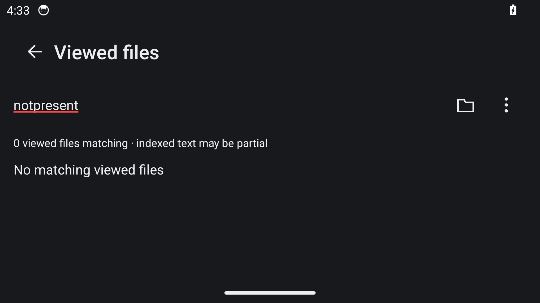 4:33
Viewed files
notpresent
0 viewed files matching · indexed text may be partial
No matching viewed files